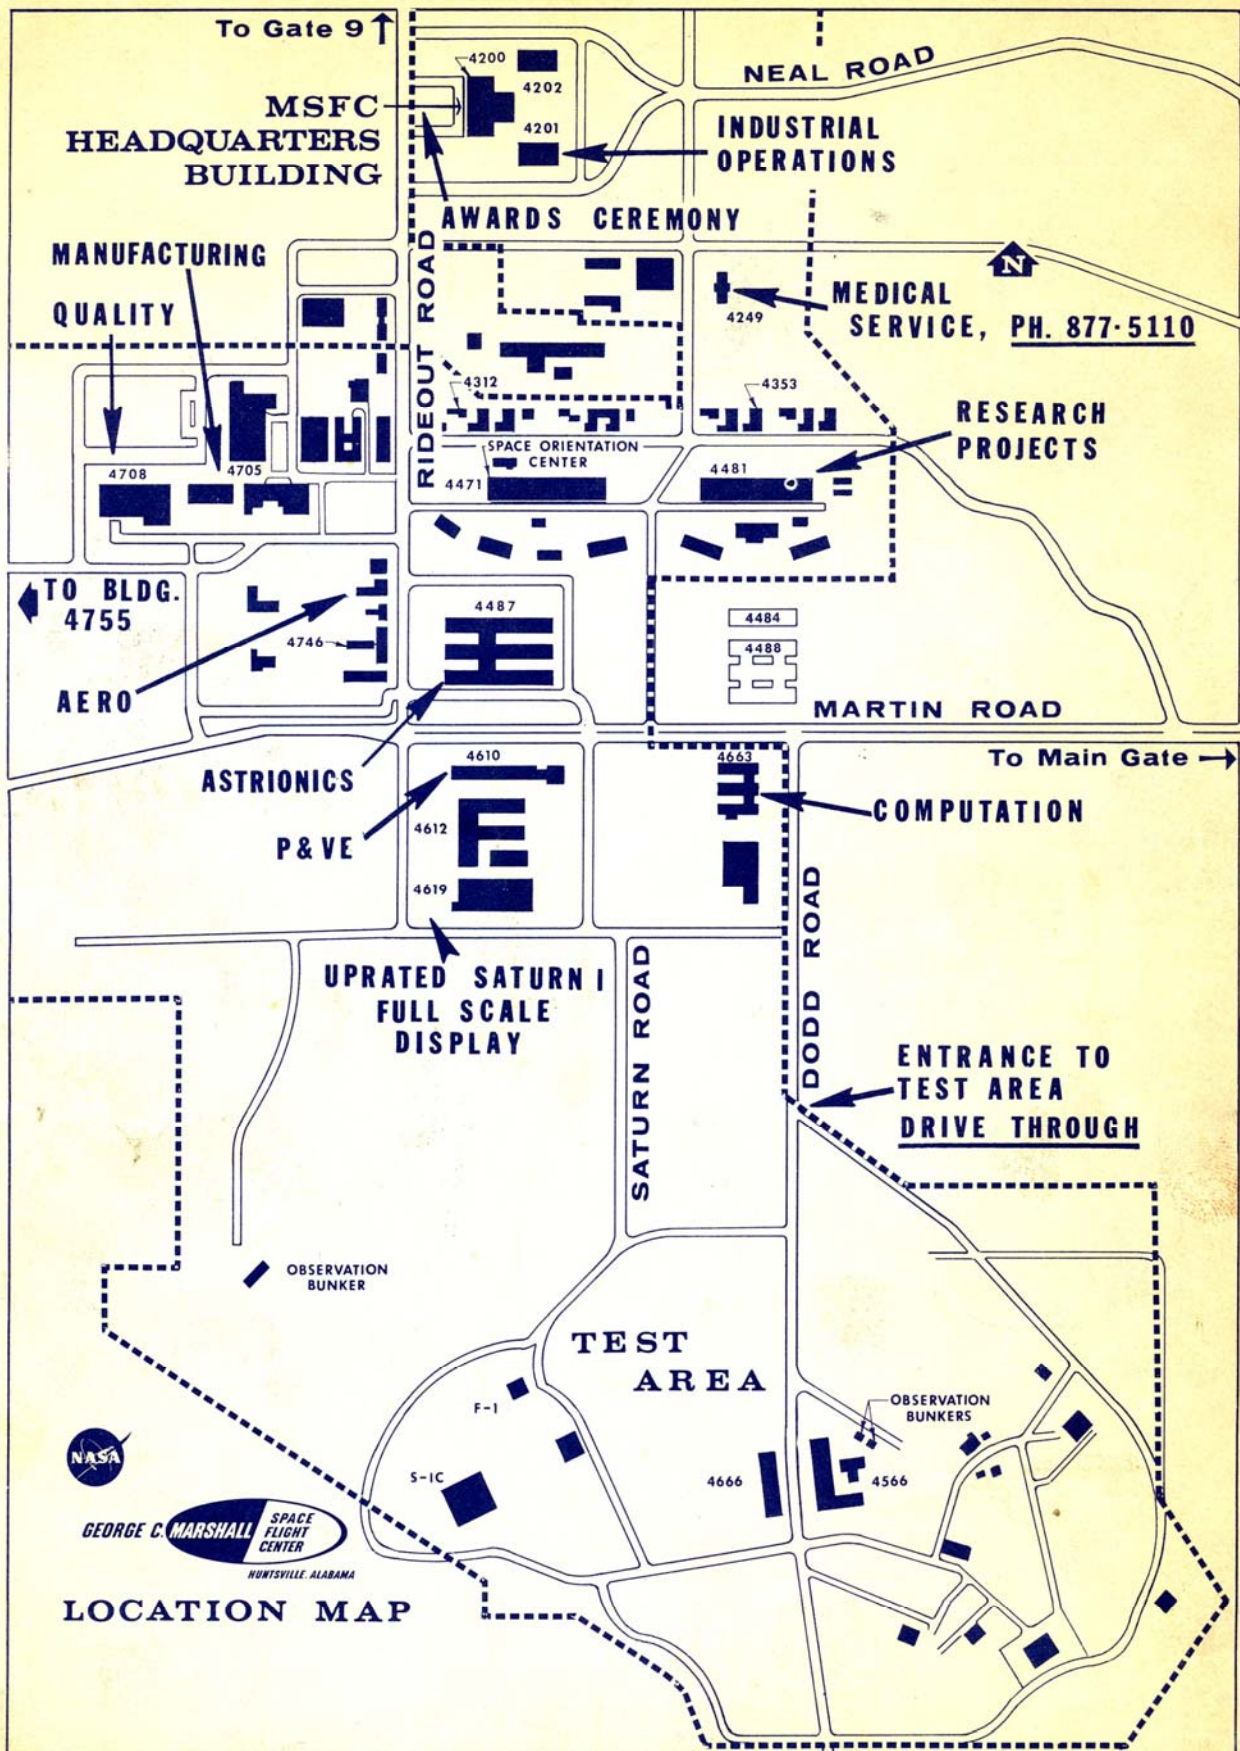 To Gate 9
4200
4202
NEAL ROAD
MSFC
HEADQUARTERS
BUILDING
4201
INDUSTRIAL
OPERATIONS
AWARDS CEREMONY
MANUFACTURING
QUALITY
RIDEOUT ROAD
N
4249
MEDICAL
SERVICE, PH. 877·5110
4312
4353
RESEARCH
PROJECTS
SPACE ORIENTATION
CENTER
4708
4705
4471
4481
TO BLDG.
4755
4487
4484
4746
4488
AERO
MARTIN ROAD
To Main Gate
ASTRIONICS
4610
4663
P&VE
4612
COMPUTATION
4619
UPRATED SATURN I
FULL SCALE
DISPLAY
SATURN ROAD
DODD ROAD
ENTRANCE TO
TEST AREA
DRIVE THROUGH
OBSERVATION
BUNKER
TEST
AREA
F-1
OBSERVATION
BUNKERS
S-IC
4666
4566
NASA
GEORGE C. MARSHALL SPACE
FLIGHT
CENTER
HUNTSVILLE, ALABAMA
LOCATION MAP